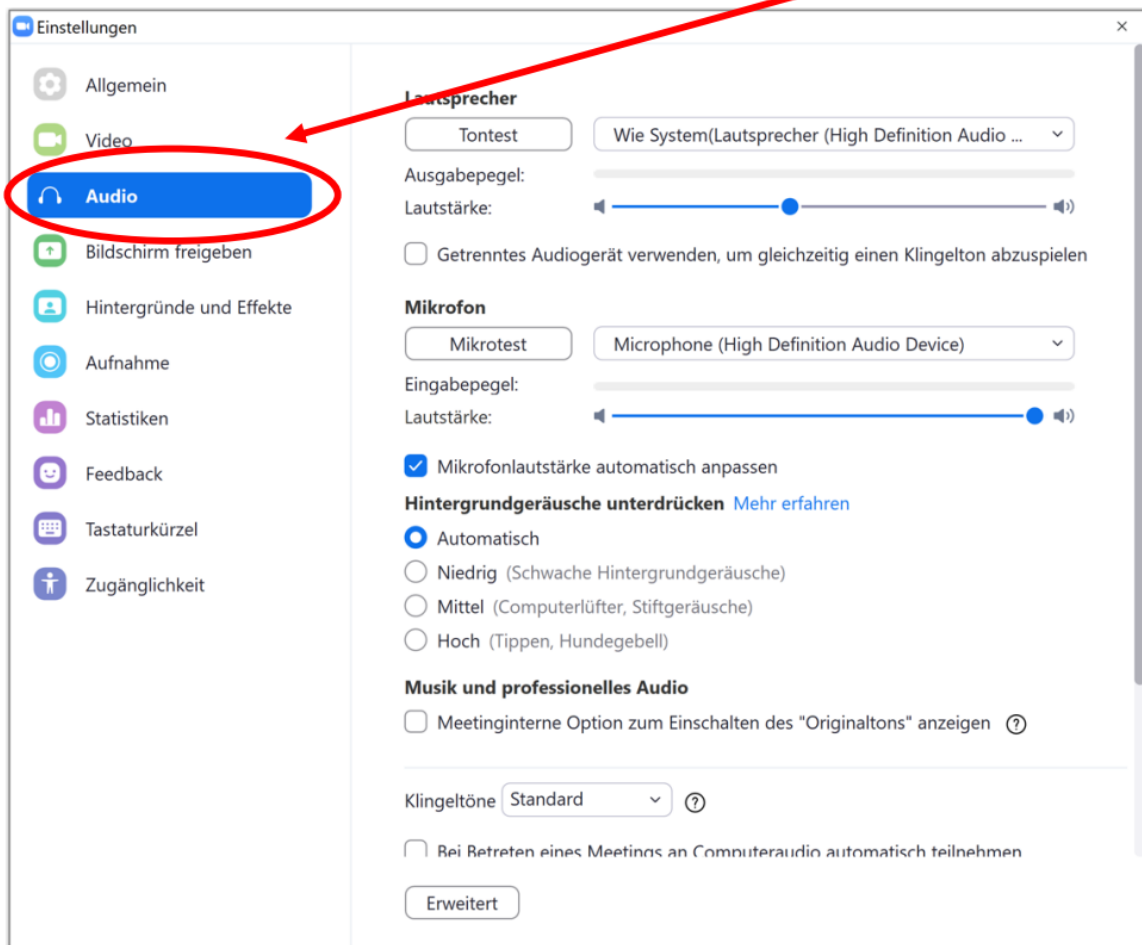 Einstellungen
Allgemein
Video
Audio
Bildschirm freigeben
Hintergründe und Effekte
Aufnahme
Statistiken
Feedback
Tastaturkürzel
Zugänglichkeit
Lautsprecher
Tontest
Wie System(Lautsprecher (High Definition Audio ...
Ausgabepegel:
Lautstärke:
Getrenntes Audiogerät verwenden, um gleichzeitig einen Klingelton abzuspielen
Mikrofon
Mikrotest
Microphone (High Definition Audio Device)
Eingabepegel:
Lautstärke:
Mikrofonlautstärke automatisch anpassen
Hintergrundgeräusche unterdrücken Mehr erfahren
Automatisch
Niedrig (Schwache Hintergrundgeräusche)
Mittel (Computerlüfter, Stiftgeräusche)
Hoch (Tippen, Hundegebell)
Musik und professionelles Audio
Meetinginterne Option zum Einschalten des "Originaltons" anzeigen
Klingeltöne Standard
Bei Betreten eines Meetings an Computeraudio automatisch teilnehmen
Erweitert